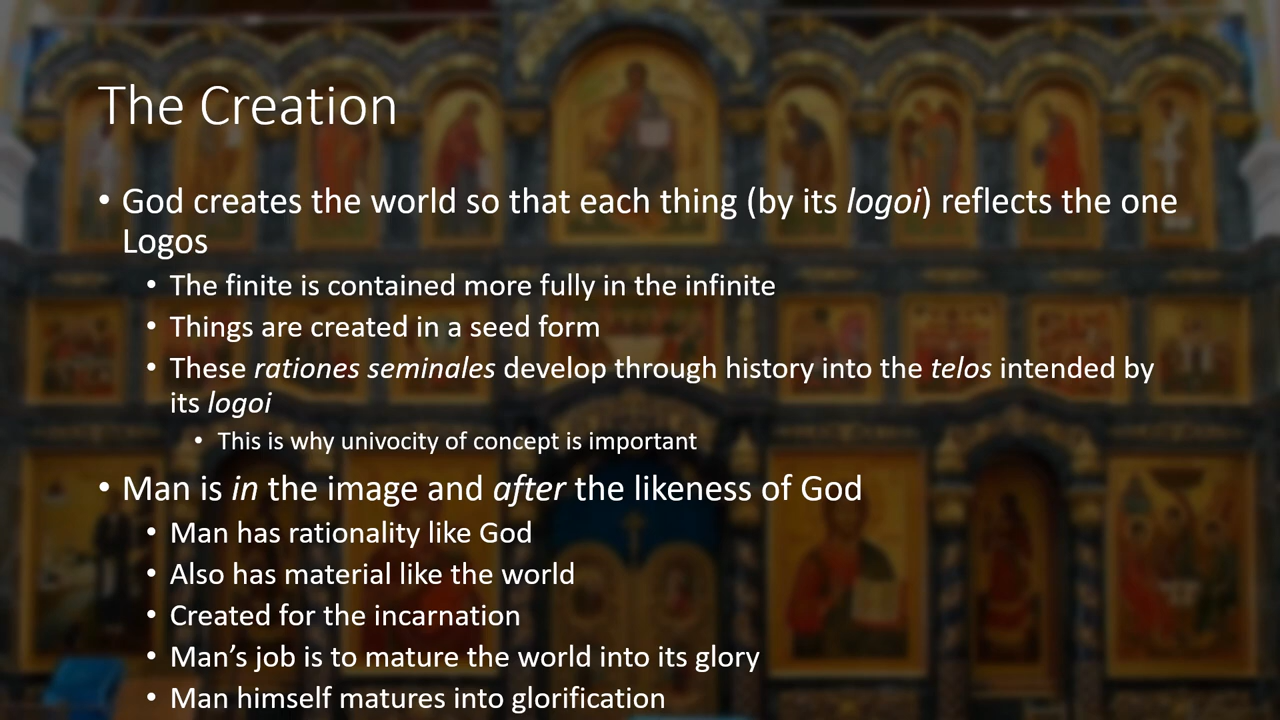 The Creation
• God creates the world so that each thing (by its logoi) reflects the one
Logos
• The finite is contained more fully in the infinite
• Things are created in a seed form
• These rationes seminales develop through history into the telos intended by
its logoi
• This is why univocity of concept is important
• Man is in the image and after the likeness of God
• Man has rationality like God
• Also has material like the world
• Created for the incarnation
• Man’s job is to mature the world into its glory
• Man himself matures into glorification